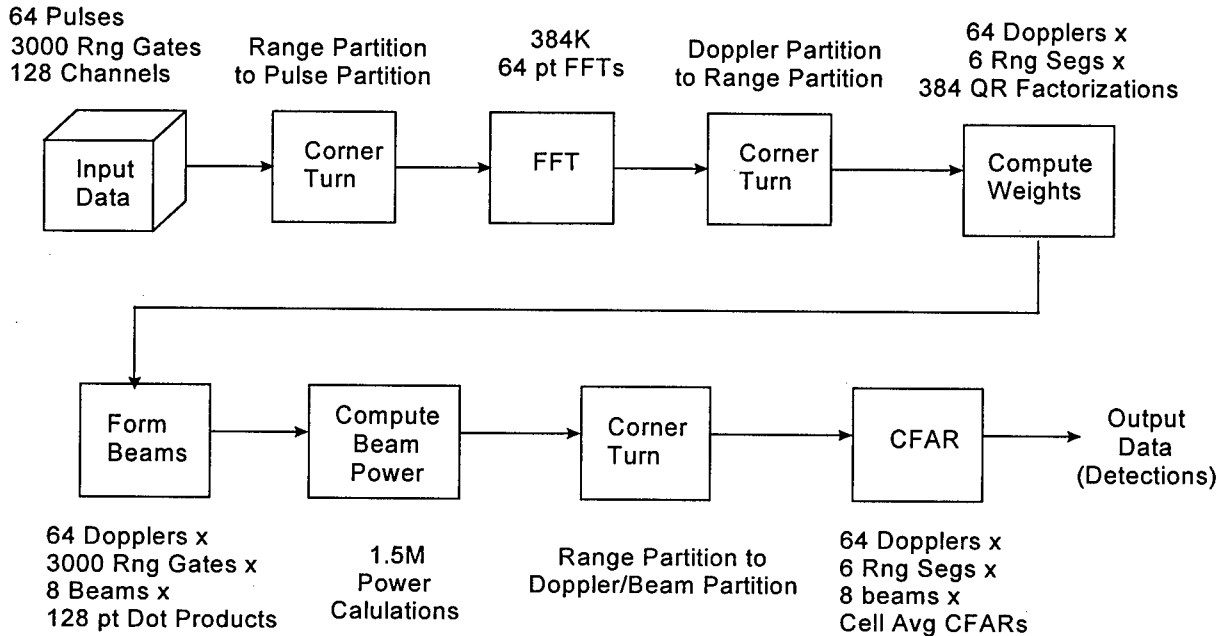 64 Pulses
3000 Rng Gates
128 Channels
Range Partition
to Pulse Partition
384K
64 pt FFTs
Doppler Partition
to Range Partition
64 Dopplers x
6 Rng Segs x
384 QR Factorizations
Input
Data
Corner
Turn
FFT
Corner
Turn
Compute
Weights
Form
Beams
Compute
Beam
Power
Corner
Turn
CFAR
Output
Data
(Detections)
64 Dopplers x
3000 Rng Gates x
8 Beams x
128 pt Dot Products
1.5M
Power
Calulations
Range Partition to
Doppler/Beam Partition
64 Dopplers x
6 Rng Segs x
8 beams x
Cell Avg CFARs